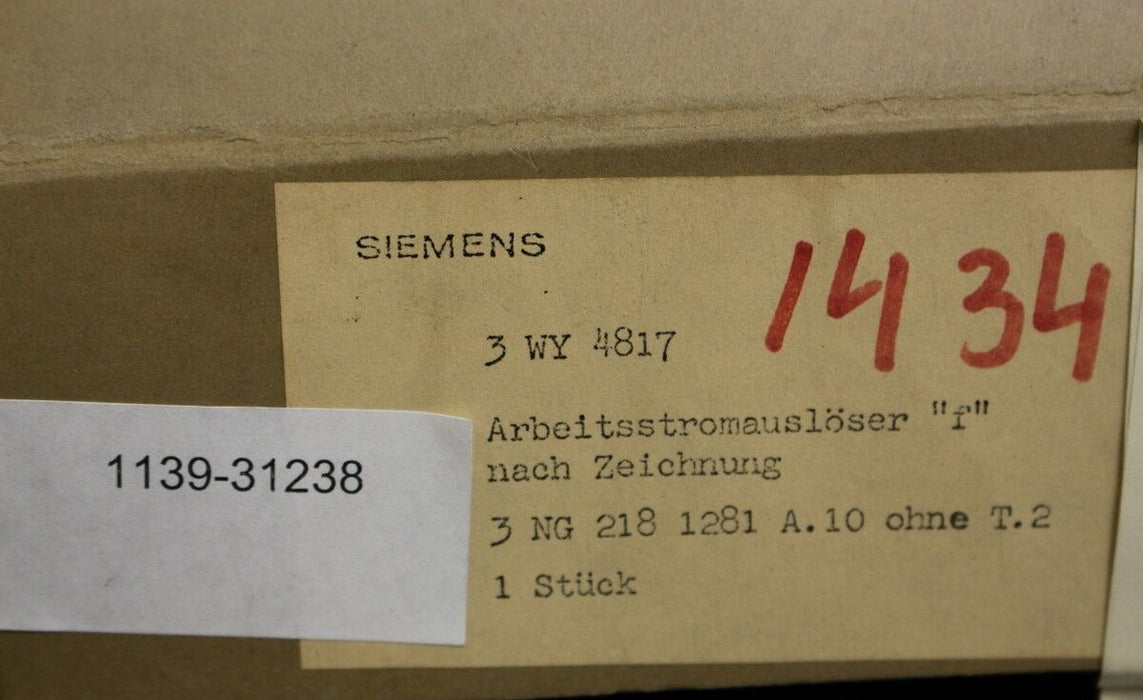 SIEMENS
1434
3 WY 4817
Arbeitsstromauslöser "f"
nach Zeichnung
3 NG 218 1281 A.10 ohne T.2
1 Stück
1139-31238